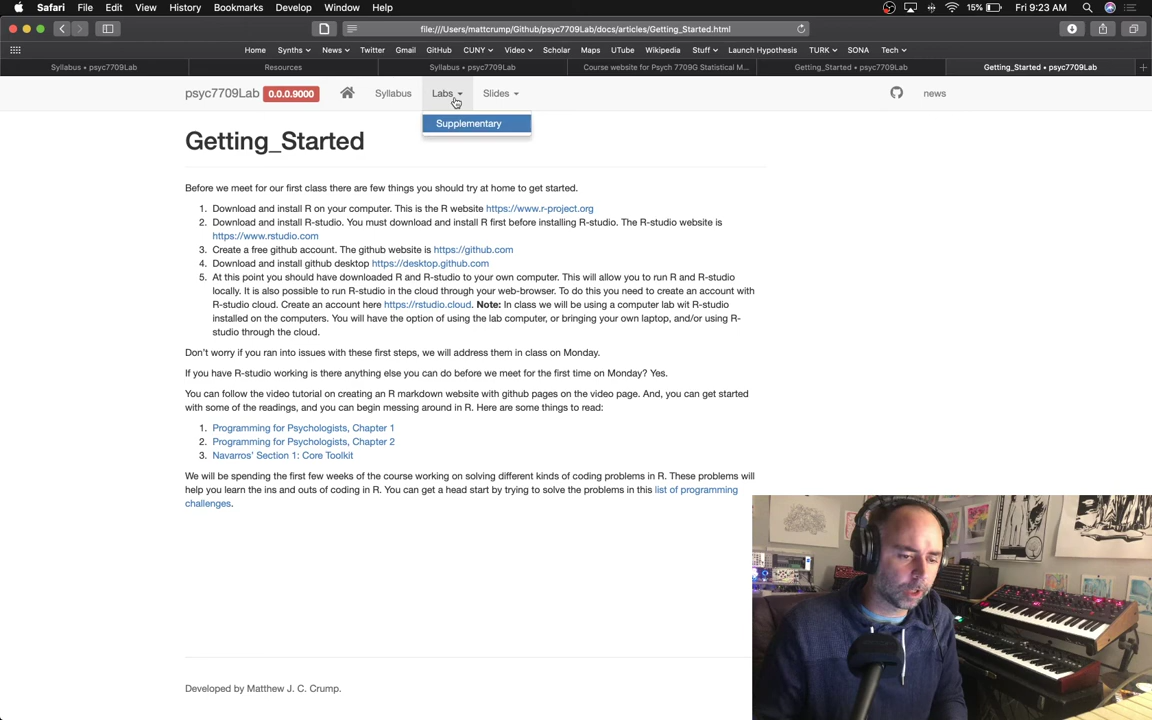 Safari File Edit View History Bookmarks Develop Window Help 15% Fri 9:23 AM
file:///Users/mattcrump/Github/psyc7709Lab/docs/articles/Getting_Started.html
Home Synths News Twitter Gmail GitHub CUNY Video Scholar Maps UTube Wikipedia Stuff Launch Hypothesis TURK SONA Tech
Syllabus • psyc7709Lab Resources Syllabus • psyc7709Lab Course website for Psych 7709G Statistical M... Getting_Started • psyc7709Lab Getting_Started • psyc7709Lab
psyc7709Lab 0.0.0.9000 Syllabus Labs Slides news
Supplementary
Getting_Started
Before we meet for our first class there are few things you should try at home to get started.
1. Download and install R on your computer. This is the R website https://www.r-project.org
2. Download and install R-studio. You must download and install R first before installing R-studio. The R-studio website is
https://www.rstudio.com
3. Create a free github account. The github website is https://github.com
4. Download and install github desktop https://desktop.github.com
5. At this point you should have downloaded R and R-studio to your own computer. This will allow you to run R and R-studio
locally. It is also possible to run R-studio in the cloud through your web-browser. To do this you need to create an account with
R-studio cloud. Create an account here https://rstudio.cloud. Note: In class we will be using a computer lab wit R-studio
installed on the computers. You will have the option of using the lab computer, or bringing your own laptop, and/or using R-
studio through the cloud.
Don't worry if you ran into issues with these first steps, we will address them in class on Monday.
If you have R-studio working is there anything else you can do before we meet for the first time on Monday? Yes.
You can follow the video tutorial on creating an R markdown website with github pages on the video page. And, you can get started
with some of the readings, and you can begin messing around in R. Here are some things to read:
1. Programming for Psychologists, Chapter 1
2. Programming for Psychologists, Chapter 2
3. Navarros' Section 1: Core Toolkit
We will be spending the first few weeks of the course working on solving different kinds of coding problems in R. These problems will
help you learn the ins and outs of coding in R. You can get a head start by trying to solve the problems in this list of programming
challenges.
Developed by Matthew J. C. Crump.